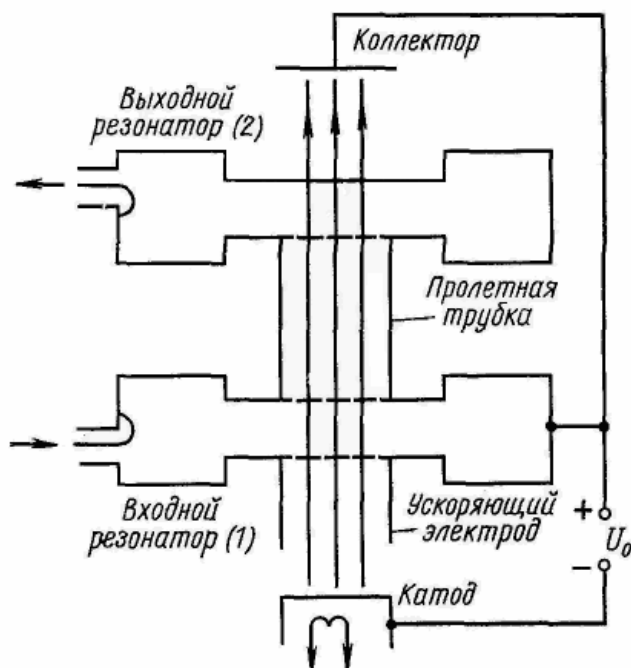 Коллектор
Выходной
резонатор (2)
Пролетная
трубка
Входной
резонатор (1)
Ускоряющий
электрод
+
U₀
−
Катод